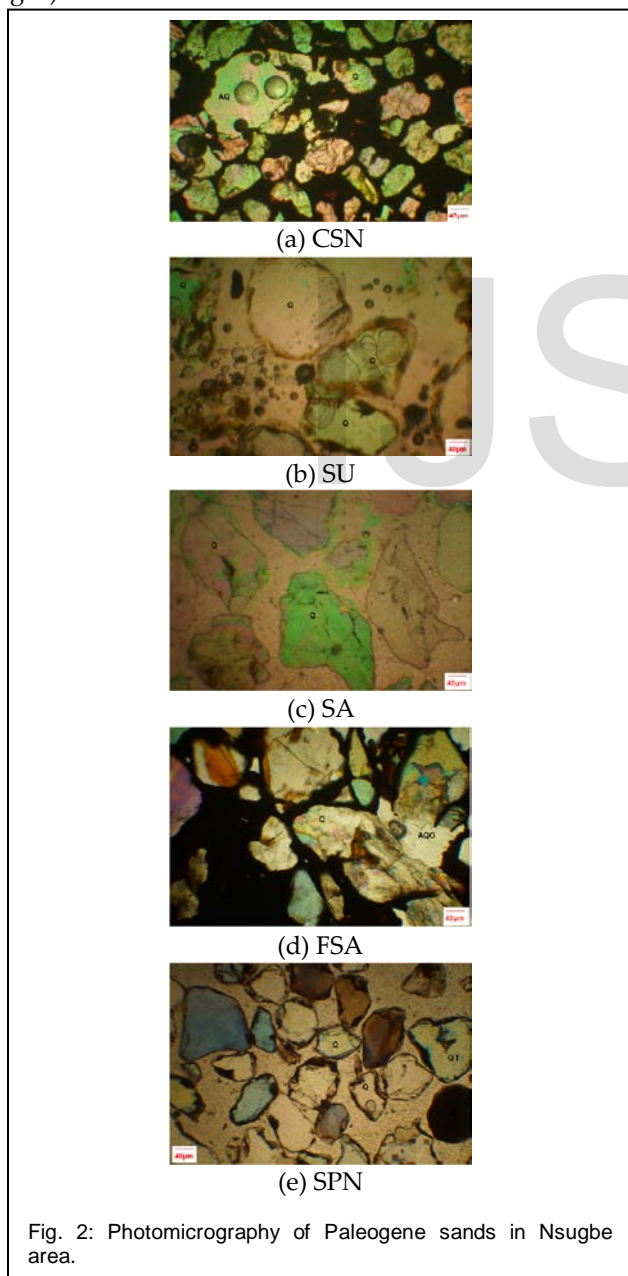 AQ
Q
40µm
(a) CSN
Q
Q
Q
Q
40µm
(b) SU
Q
Q
40µm
(c) SA
Q
AQO
40µm
(d) FSA
Q
Q
QT
40µm
(e) SPN
Fig. 2: Photomicrography of Paleogene sands in Nsugbe
area.
IJS